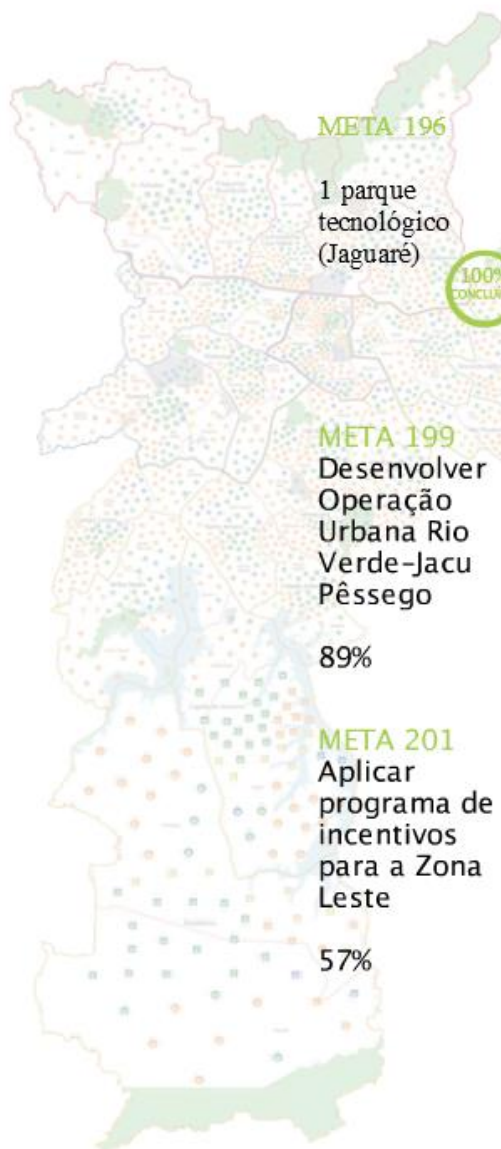 META 196
1 parque
tecnológico
(Jaguaré)
100%
META 199
Desenvolver
Operação
Urbana Rio
Verde-Jacu
Pêssego
89%
META 201
Aplicar
programa de
incentivos
para a Zona
Leste
57%